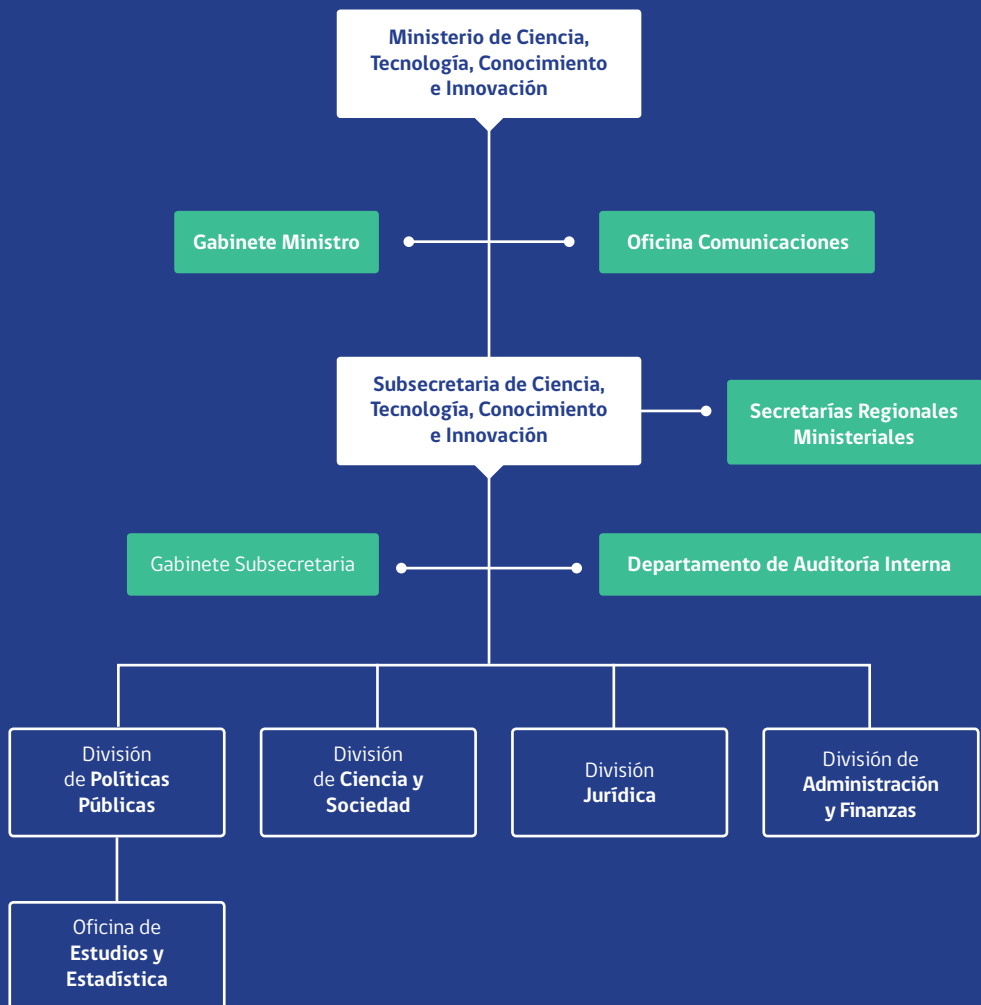 Ministerio de Ciencia,
Tecnología, Conocimiento
e Innovación
Gabinete Ministro
Oficina Comunicaciones
Subsecretaria de Ciencia,
Tecnología, Conocimiento
e Innovación
Secretarías Regionales
Ministeriales
Gabinete Subsecretaria
Departamento de Auditoría Interna
División
de Políticas
Públicas
División
de Ciencia y
Sociedad
División
Jurídica
División de
Administración
y Finanzas
Oficina de
Estudios y
Estadística